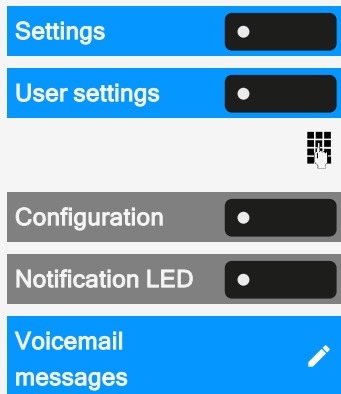 Settings
User settings
Configuration
Notification LED
Voicemail
messages